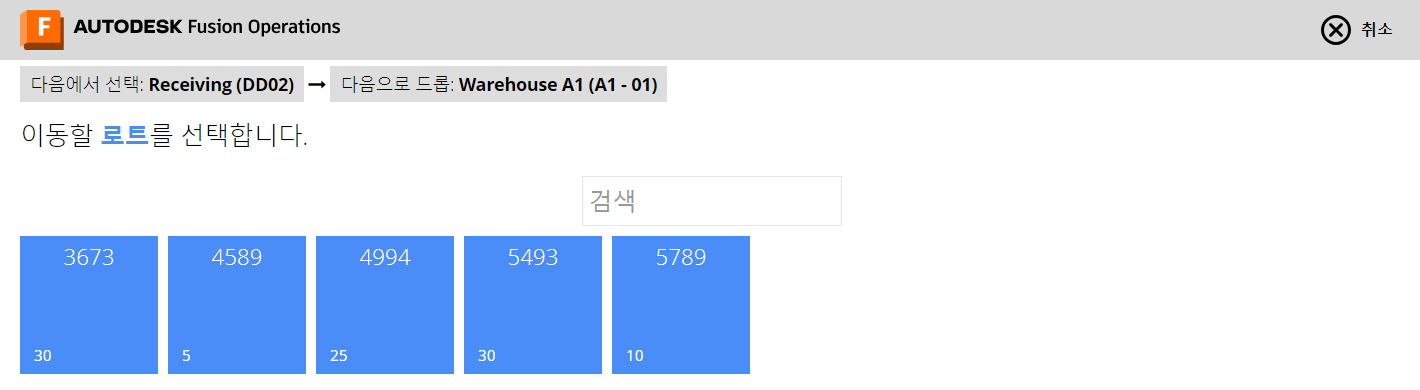 F AUTODESK Fusion Operations 취소
다음에서 선택: Receiving (DD02) → 다음으로 드롭: Warehouse A1 (A1 - 01)
이동할 로트를 선택합니다.
검색
3673 4589 4994 5493 5789
30 5 25 30 10